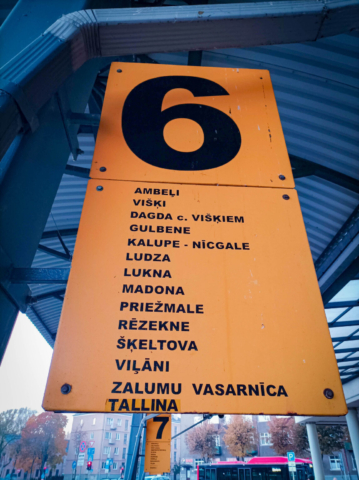 6
AMBEĻI
VIŠĶI
DAGDA c. VIŠĶIEM
GULBENE
KALUPE - NĪCGALE
LUDZA
LUKNA
MADONA
PRIEŽMALE
RĒZEKNE
ŠĶELTOVA
VIĻĀNI
ZALUMU VASARNĪCA
TALLINA
7